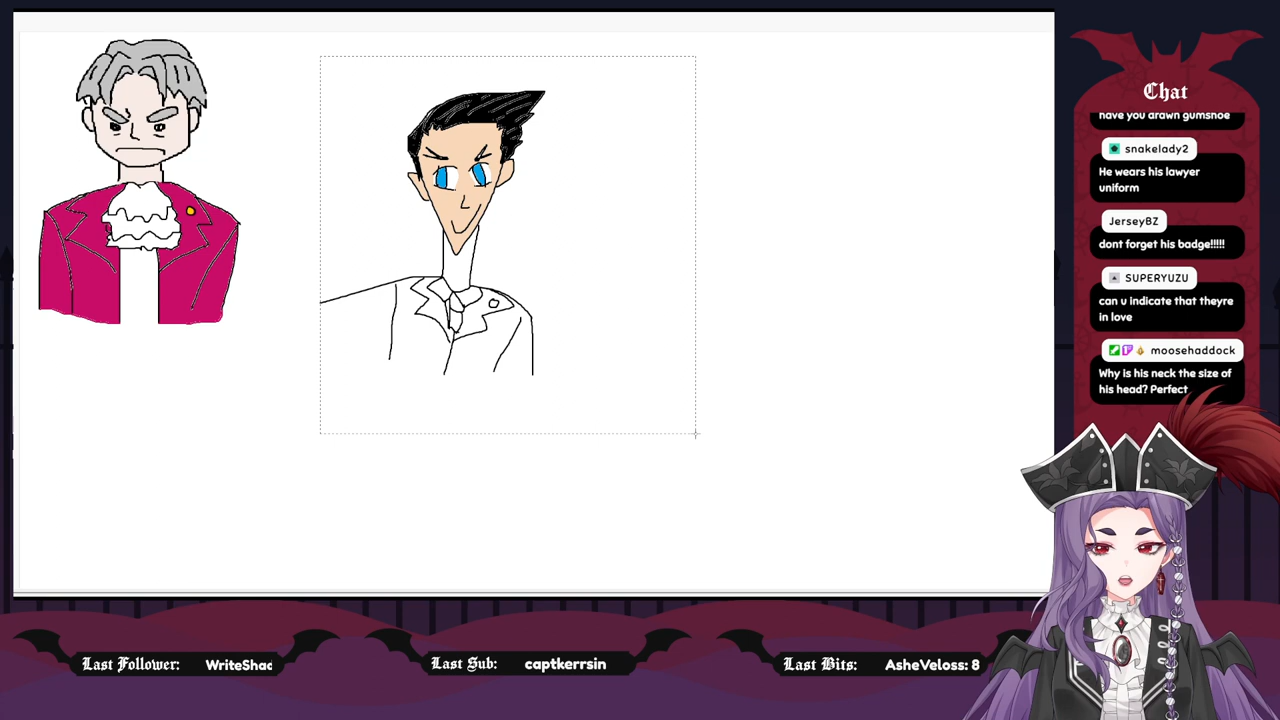 Chat
have you drawn gumshoe
snakelady2
He wears his lawyer
uniform
JerseyBZ
dont forget his badge!!!!!
SUPERYUZU
can u indicate that theyre
in love
moosehaddock
Why is his neck the size of
his head? Perfect
Last Follower: WriteShad
Last Sub: captkerrsin
Last Bits: AsheVeloss: 8